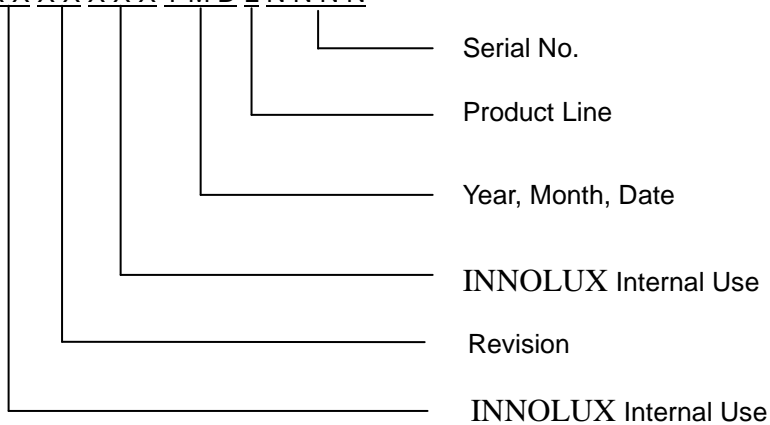 Serial No.
Product Line
Year, Month, Date
INNOLUX Internal Use
Revision
INNOLUX Internal Use